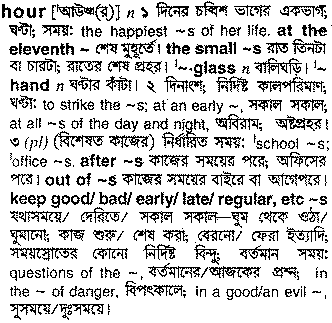 hour [ˈআউঅ্(র্)] n ১ দিনের চব্বিশ ভাগের একভাগ;
ঘণ্টা; সময়: the happiest ~s of her life. at the
eleventh ~ শেষ মুহূর্তে। the small ~s রাত তিনটা
বা চারটা; রাতের শেষ প্রহর। ˈ~.glass n বালিঘড়ি। ˈ~
hand n ঘণ্টার কাঁটা। ২ দিনাংশ, নির্দিষ্ট কালপরিমাণ,
ঘণ্টা: to strike the ~s; at an early ~, সকাল সকাল,
at all ~s of the day and night, অবিরাম; অষ্টপ্রহর।
৩ (pl) (বিশেষত কাজের) নির্ধারিত সময়: ˈschool ~s;
ˈoffice ~s. after ~s কাজের সময়ের পরে; অফিসের
পরে। out of ~s কাজের সময়ের বাইরে বা আগেপরে।
keep good/ bad/ early/ late/ regular, etc ~s
যথাসময়ে/ দেরিতে/ সকাল সকাল—ঘুম থেকে ওঠা/
ঘুমানো; কাজ শুরু/ শেষ করা; বেরনো/ ফেরা ইত্যাদি;
সময়স্রোতের কোনো নির্দিষ্ট বিন্দু; বর্তমান সময়:
questions of the ~, বর্তমানের/আজকের প্রশ্ন; in
the ~ of danger, বিপৎকালে; in a good/an evil ~,
সুসময়ে/দুঃসময়ে।